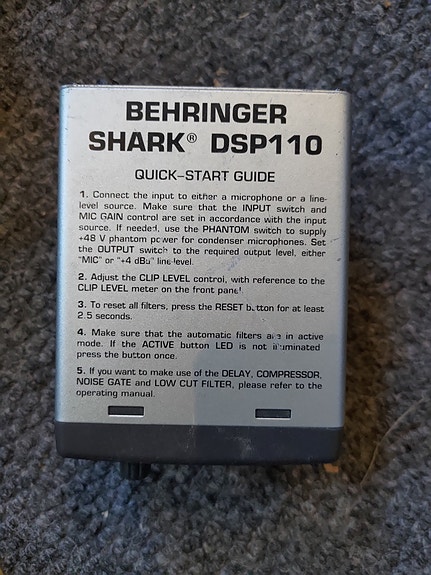 BEHRINGER
SHARK® DSP110
QUICK-START GUIDE
1. Connect the input to either a microphone or a line-
level source. Make sure that the INPUT switch and
MIC GAIN control are set in accordance with the input
source. If needed, use the PHANTOM switch to supply
+48 V phantom power for condenser microphones. Set
the OUTPUT switch to the required output level, either
"MIC" or "+4 dBu" line-level.
2. Adjust the CLIP LEVEL control, with reference to the
CLIP LEVEL meter on the front panel.
3. To reset all filters, press the RESET button for at least
2.5 seconds.
4. Make sure that the automatic filters are in active
mode. If the ACTIVE button LED is not illuminated
press the button once.
5. If you want to make use of the DELAY, COMPRESSOR,
NOISE GATE and LOW CUT FILTER, please refer to the
operating manual.